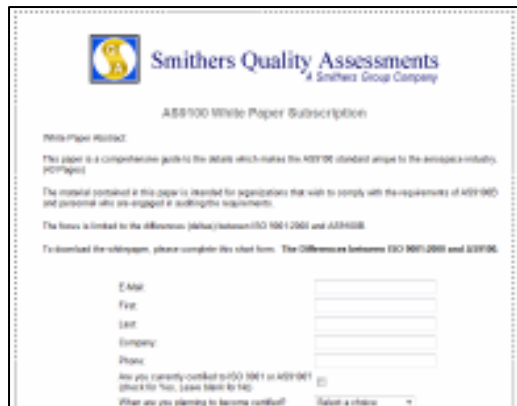 Smithers Quality Assessments
A Smithers Group Company
AS9100 White Paper Subscription
White Paper Abstract:
This paper is a comprehensive guide to the details which makes the AS9100 standard unique to the aerospace industry.
(40 Pages)
The material contained in this paper is intended for organizations that wish to comply with the requirements of AS9100B
and personnel who are engaged in auditing the requirements.
The focus is limited to the differences (deltas) between ISO 9001:2000 and AS9100B.
To download the whitepaper, please complete this short form. The Differences between ISO 9001:2000 and AS9100.
E-Mail:
First:
Last:
Company:
Phone:
Are you currently certified to ISO 9001 or AS9100?
(check for Yes, Leave blank for No)
When are you planning to become certified?
Select a choice